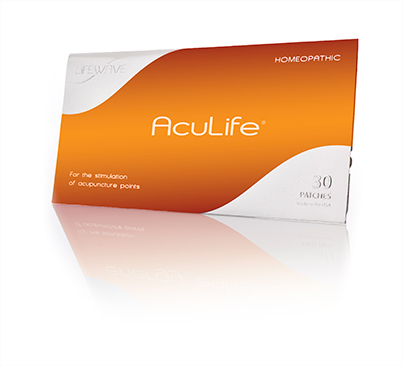 LIFEWAVE
HOMEOPATHIC
AcuLife®
For the stimulation
of acupuncture points
30
PATCHES